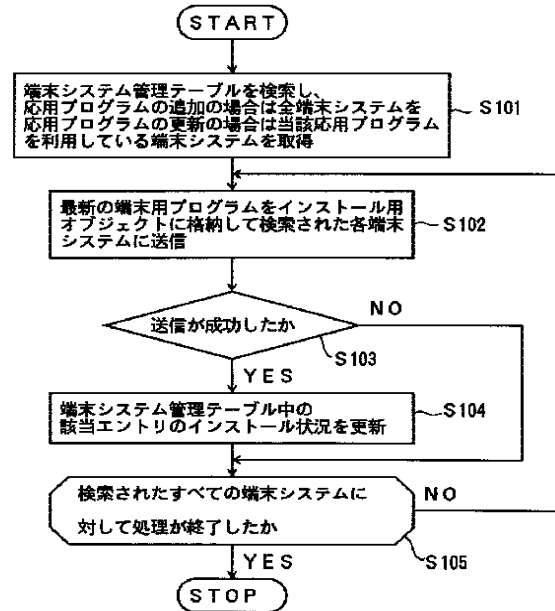 START
端末システム管理テーブルを検索し、
応用プログラムの追加の場合は全端末システムを
応用プログラムの更新の場合は当該応用プログラム
を利用している端末システムを取得
S101
最新の端末用プログラムをインストール用
オブジェクトに格納して検索された各端末
システムに送信
S102
送信が成功したか
NO
S103
YES
端末システム管理テーブル中の
該当エントリのインストール状況を更新
S104
検索されたすべての端末システムに
対して処理が終了したか
NO
S105
YES
STOP